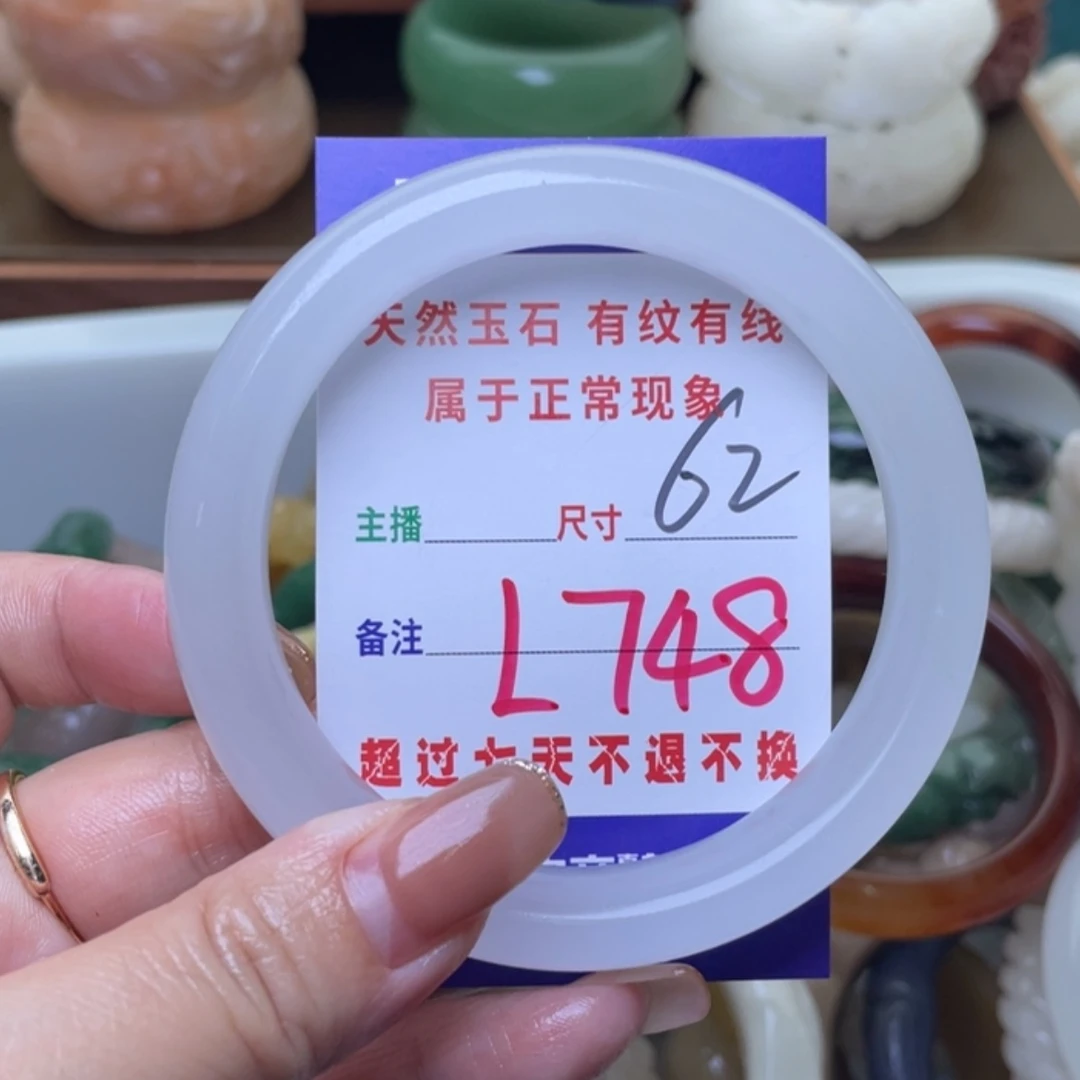 天然玉石 有纹有线
属于正常现象
主播 尺寸 62
备注 L748
超过七天不退不换